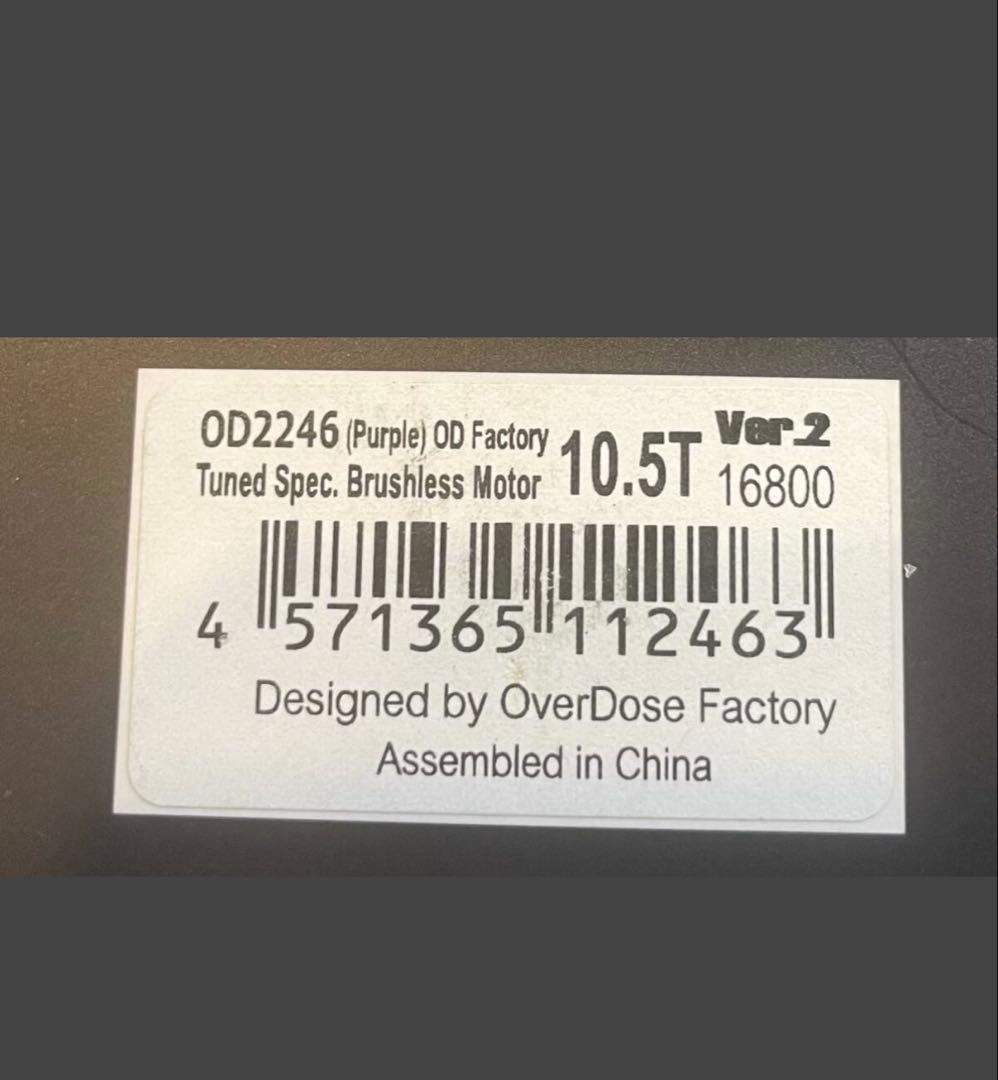 OD2246 (Purple) OD Factory
Tuned Spec. Brushless Motor
10.5T
Ver.2
16800
4 571365 112463
Designed by OverDose Factory
Assembled in China